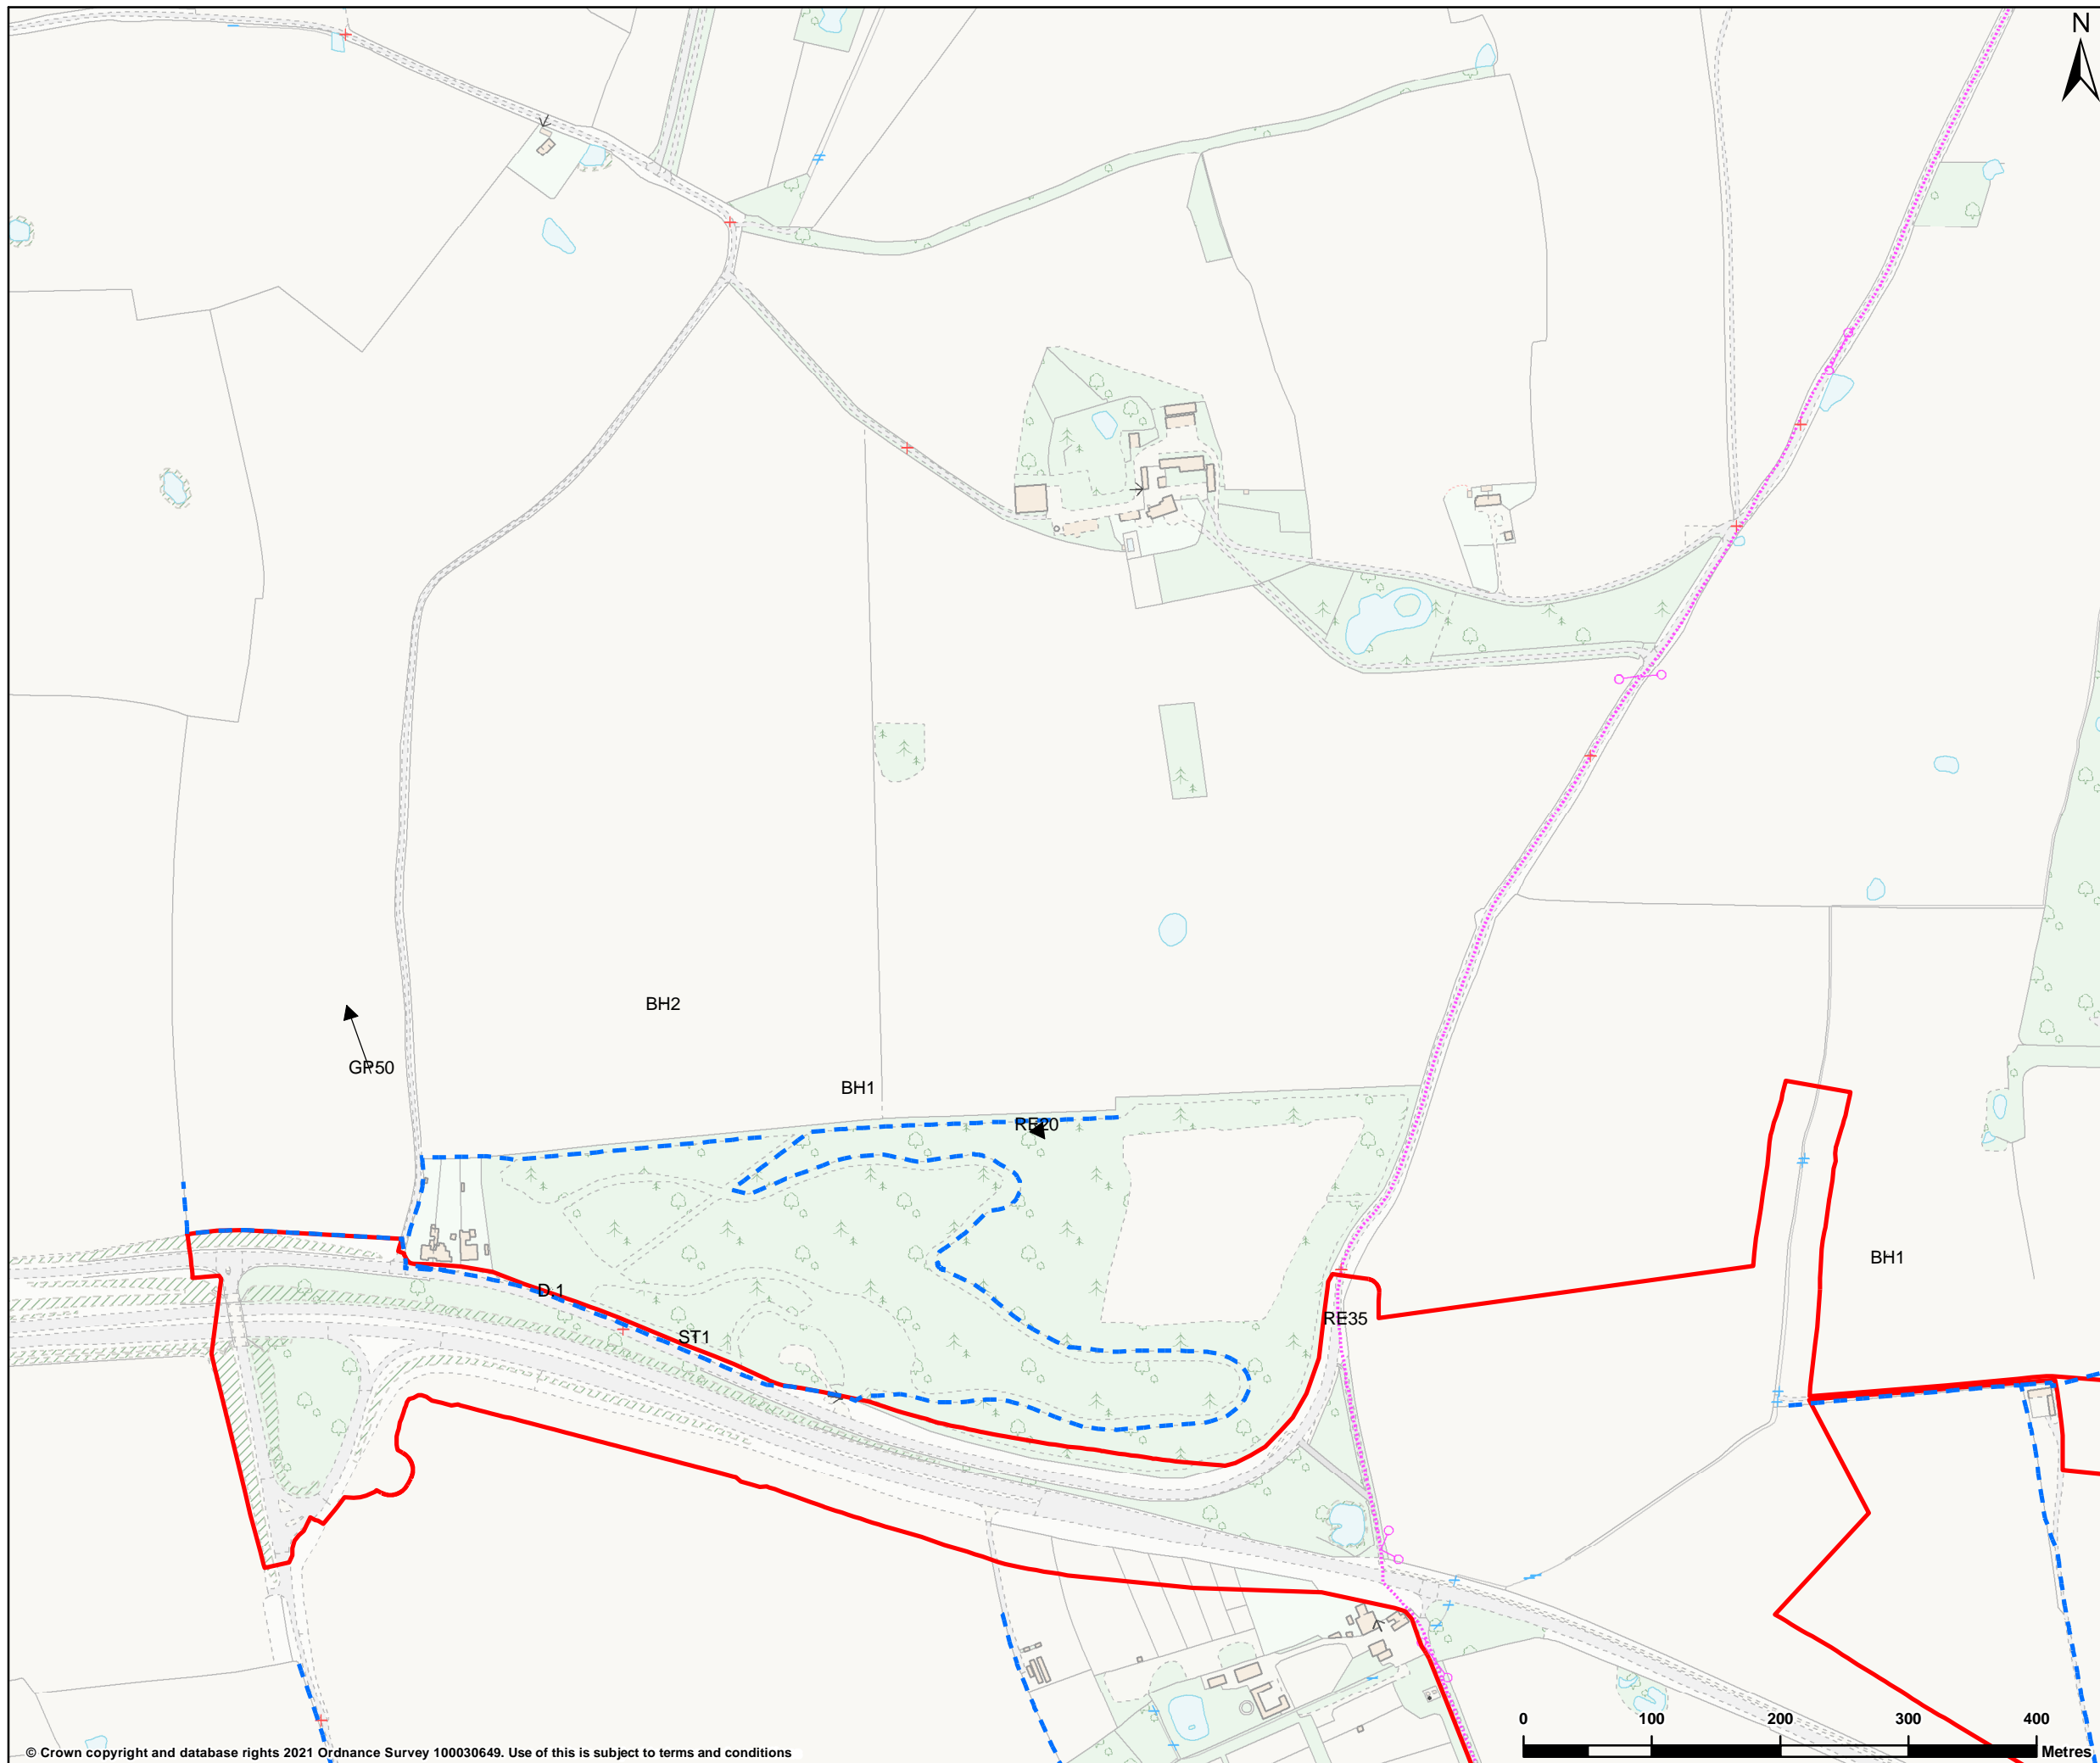 N
BH2
GP50
BH1
RE20
BH1
D.1
RE35
ST1
0 100 200 300 400
Metres
© Crown copyright and database rights 2021 Ordnance Survey 100030649. Use of this is subject to terms and conditions